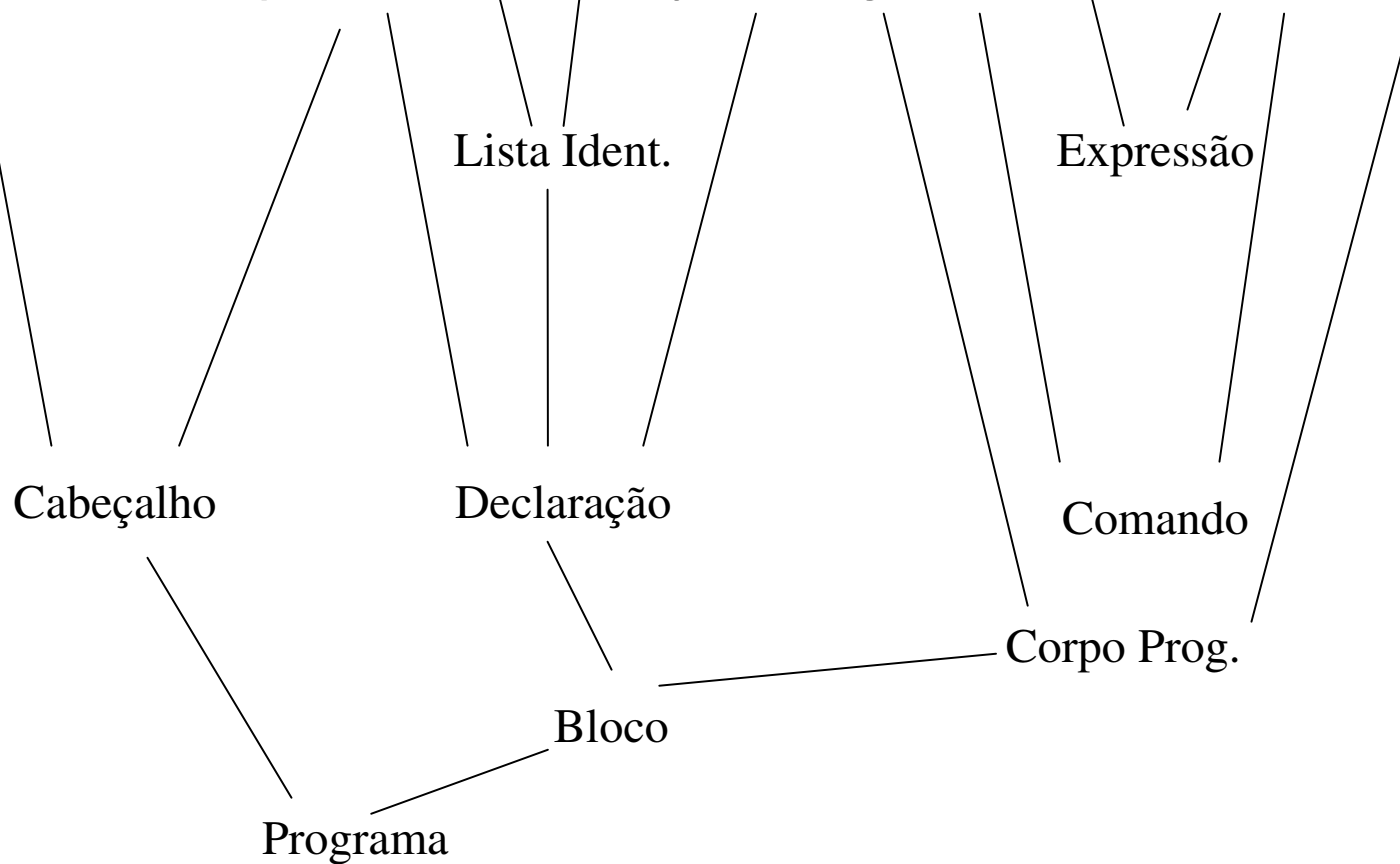 Lista Ident.
Expressão
Cabeçalho
Declaração
Comando
Corpo Prog.
Bloco
Programa